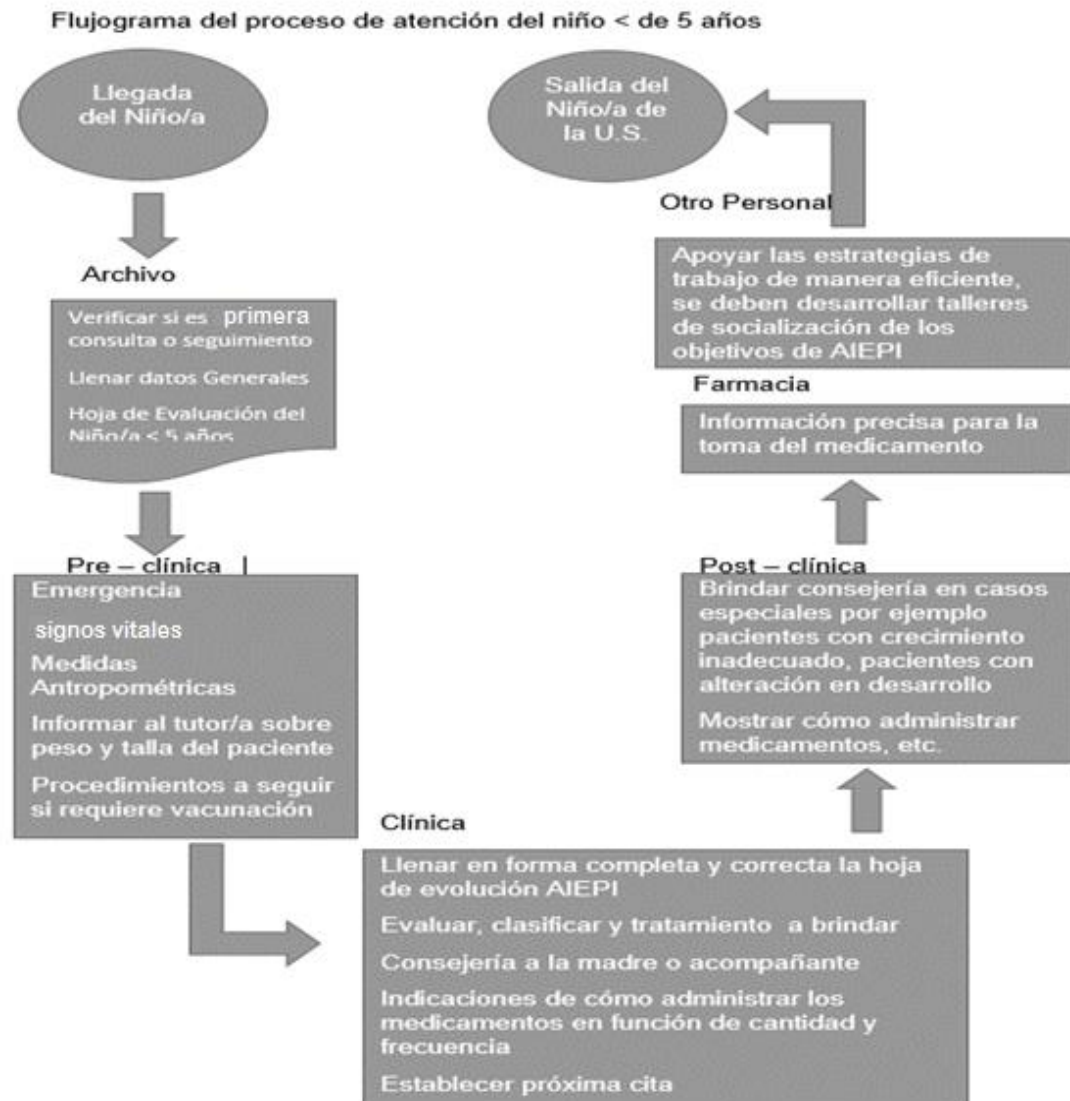 Flujograma del proceso de atención del niño < de 5 años
Llegada
del Niño/a
Archivo
Verificar si es primera
consulta o seguimiento
Llenar datos Generales
Hoja de Evaluación del
Niño/a < 5 años
Pre – clínica |
Emergencia
signos vitales
Medidas
Antropométricas
Informar al tutor/a sobre
peso y talla del paciente
Procedimientos a seguir
si requiere vacunación
Clínica
Llenar en forma completa y correcta la hoja
de evolución AIEPI
Evaluar, clasificar y tratamiento a brindar
Consejería a la madre o acompañante
Indicaciones de cómo administrar los
medicamentos en función de cantidad y
frecuencia
Establecer próxima cita
Post – clínica
Brindar consejería en casos
especiales por ejemplo
pacientes con crecimiento
inadecuado, pacientes con
alteración en desarrollo
Mostrar cómo administrar
medicamentos, etc.
Farmacia
Información precisa para la
toma del medicamento
Otro Personal
Apoyar las estrategias de
trabajo de manera eficiente,
se deben desarrollar talleres
de socialización de los
objetivos de AIEPI
Salida del
Niño/a de
la U.S.